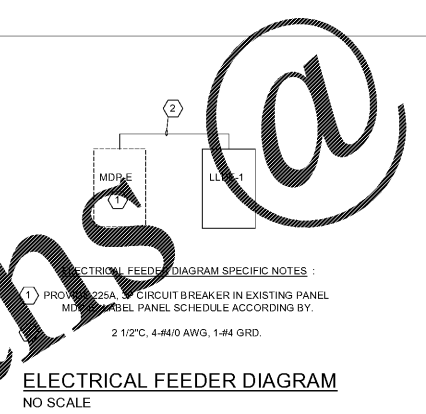 2
MDP-E
1
ELECTRICAL FEEDER DIAGRAM SPECIFIC NOTES :
1 PROVIDE 225A, 3P CIRCUIT BREAKER IN EXISTING PANEL
LABEL PANEL SCHEDULE ACCORDING BY.
2 1/2"C, 4-#4/0 AWG, 1-#4 GRD.
ELECTRICAL FEEDER DIAGRAM
NO SCALE